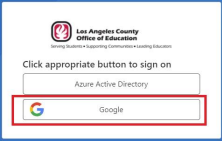 Los Angeles County
Office of Education
Serving Students • Supporting Communities • Leading Educators
Click appropriate button to sign on
Azure Active Directory
Google